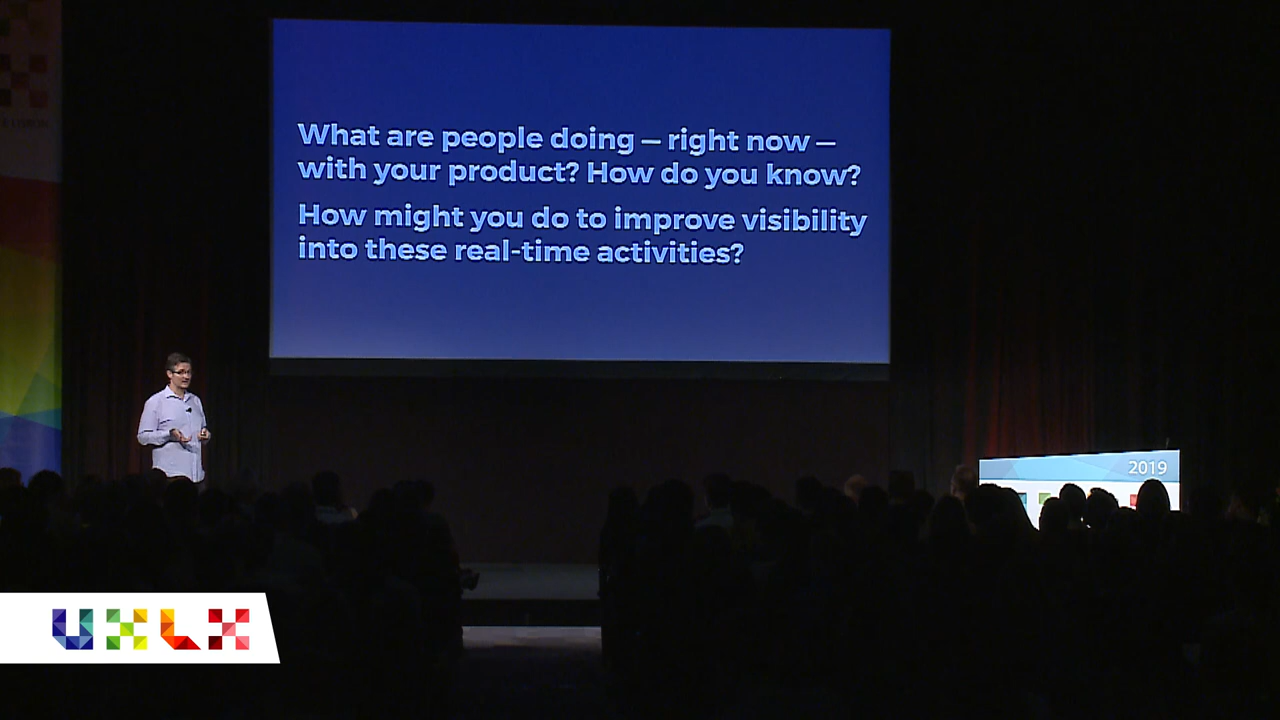 What are people doing — right now —
with your product? How do you know?
How might you do to improve visibility
into these real-time activities?
2019
UXLX